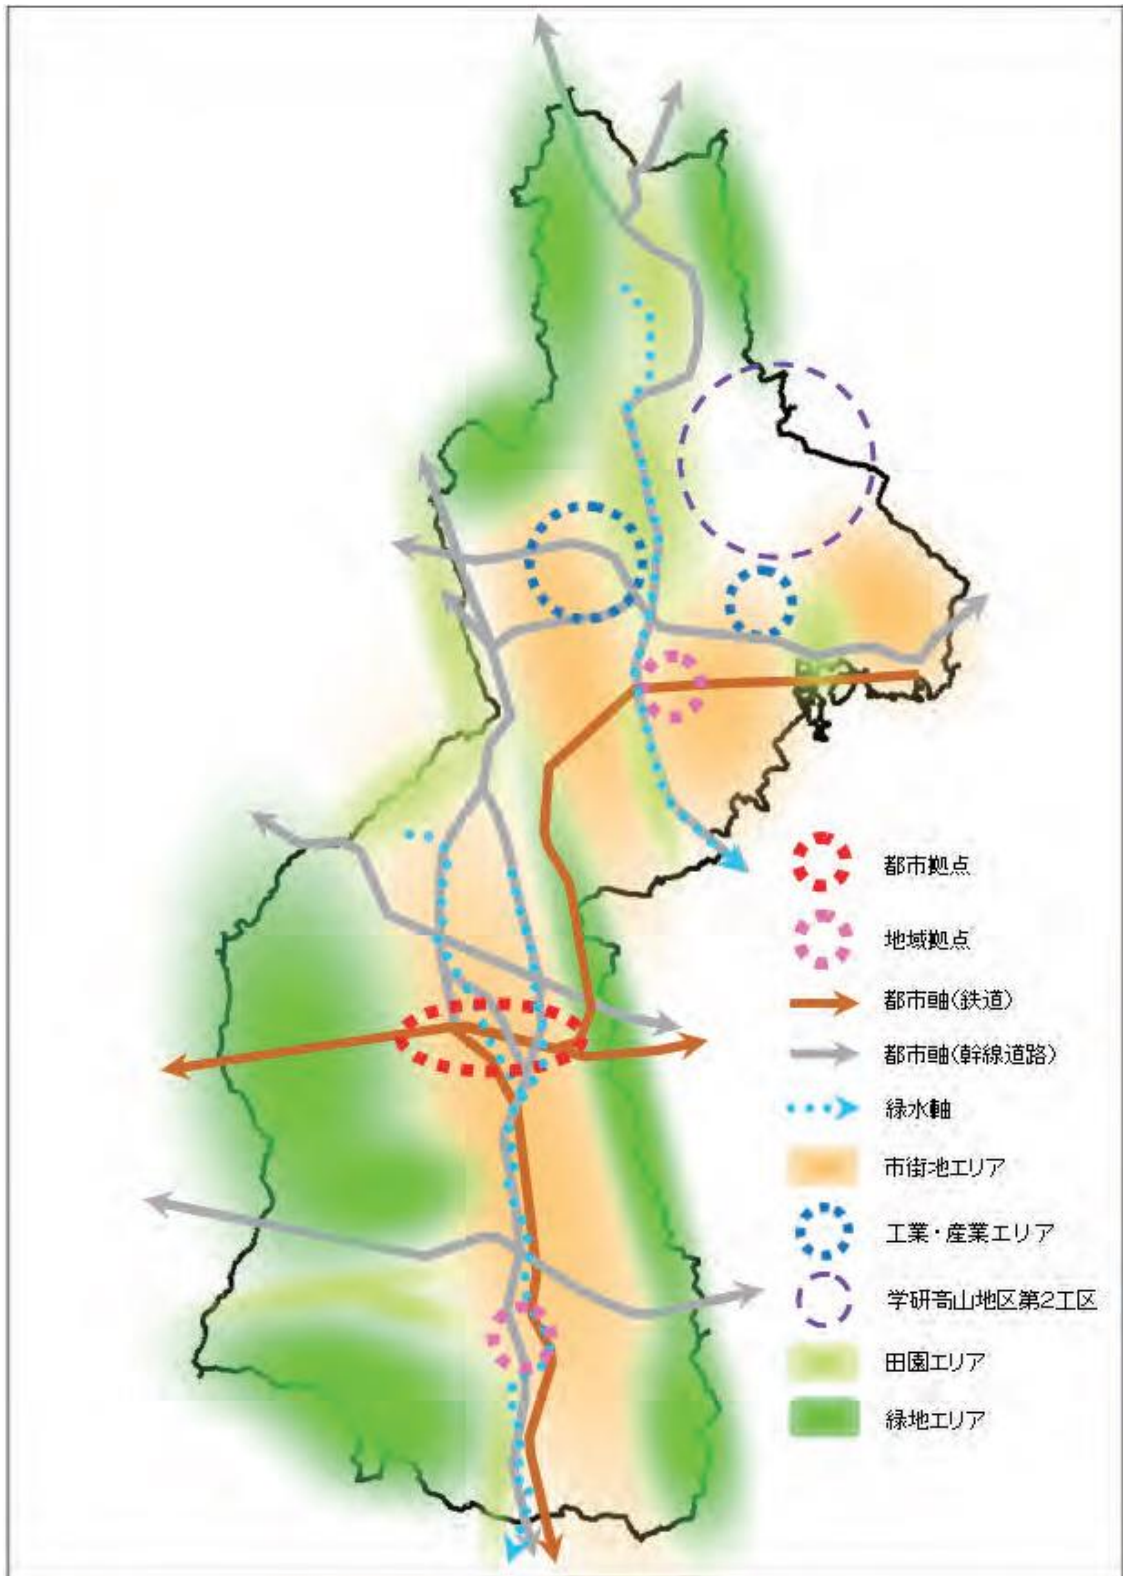 都市拠点
地域拠点
都市軸(鉄道)
都市軸(幹線道路)
緑水軸
市街地エリア
工業・産業エリア
学研高山地区第2工区
田園エリア
緑地エリア